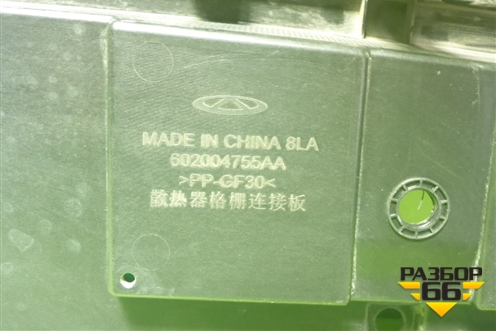 MADE IN CHINA 8LA
602004755AA
>PP-GF30<
散热器格栅连接板
РАЗБОР
66